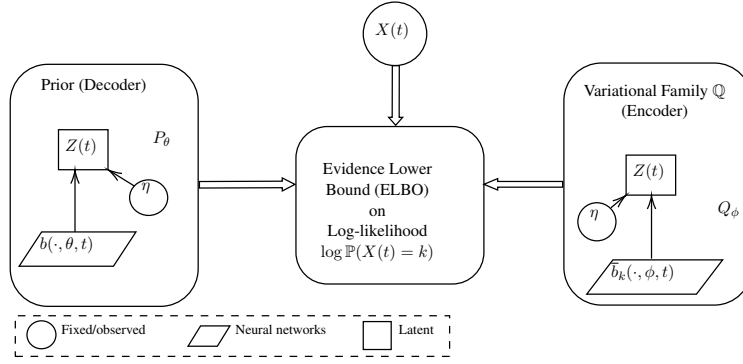 X(t)
Prior (Decoder)
P_θ
Z(t)
η
b(·, θ, t)
Evidence Lower
Bound (ELBO)
on
Log-likelihood
log ℙ(X(t) = k)
Variational Family ℚ
(Encoder)
Z(t)
η
Q_ϕ
b̄_k(·, ϕ, t)
Fixed/observed
Neural networks
Latent